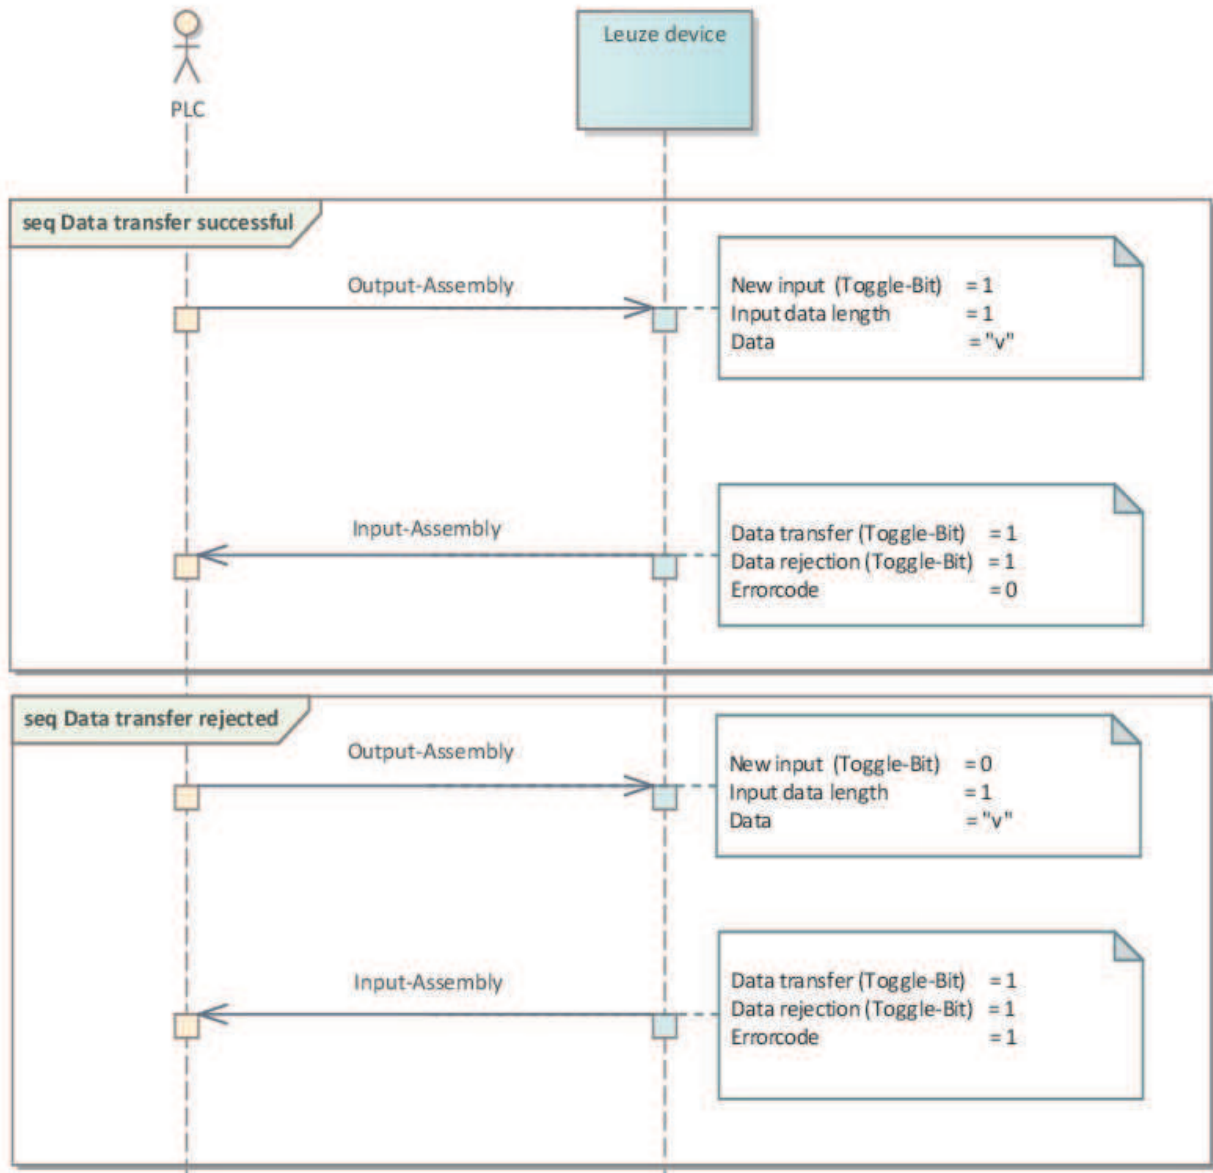 PLC
Leuze device
seq Data transfer successful
Output-Assembly
New input (Toggle-Bit) = 1
Input data length = 1
Data = "v"
Input-Assembly
Data transfer (Toggle-Bit) = 1
Data rejection (Toggle-Bit) = 1
Errorcode = 0
seq Data transfer rejected
Output-Assembly
New input (Toggle-Bit) = 0
Input data length = 1
Data = "v"
Input-Assembly
Data transfer (Toggle-Bit) = 1
Data rejection (Toggle-Bit) = 1
Errorcode = 1